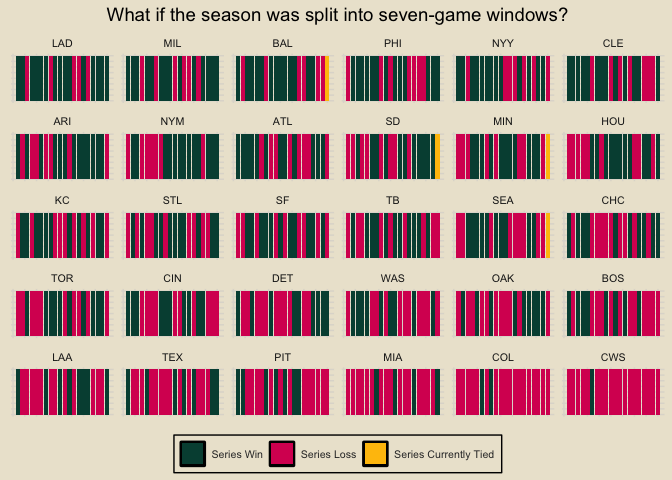 What if the season was split into seven-game windows?
LAD MIL BAL PHI NYY CLE
ARI NYM ATL SD MIN HOU
KC STL SF TB SEA CHC
TOR CIN DET WAS OAK BOS
LAA TEX PIT MIA COL CWS
Series Win Series Loss Series Currently Tied